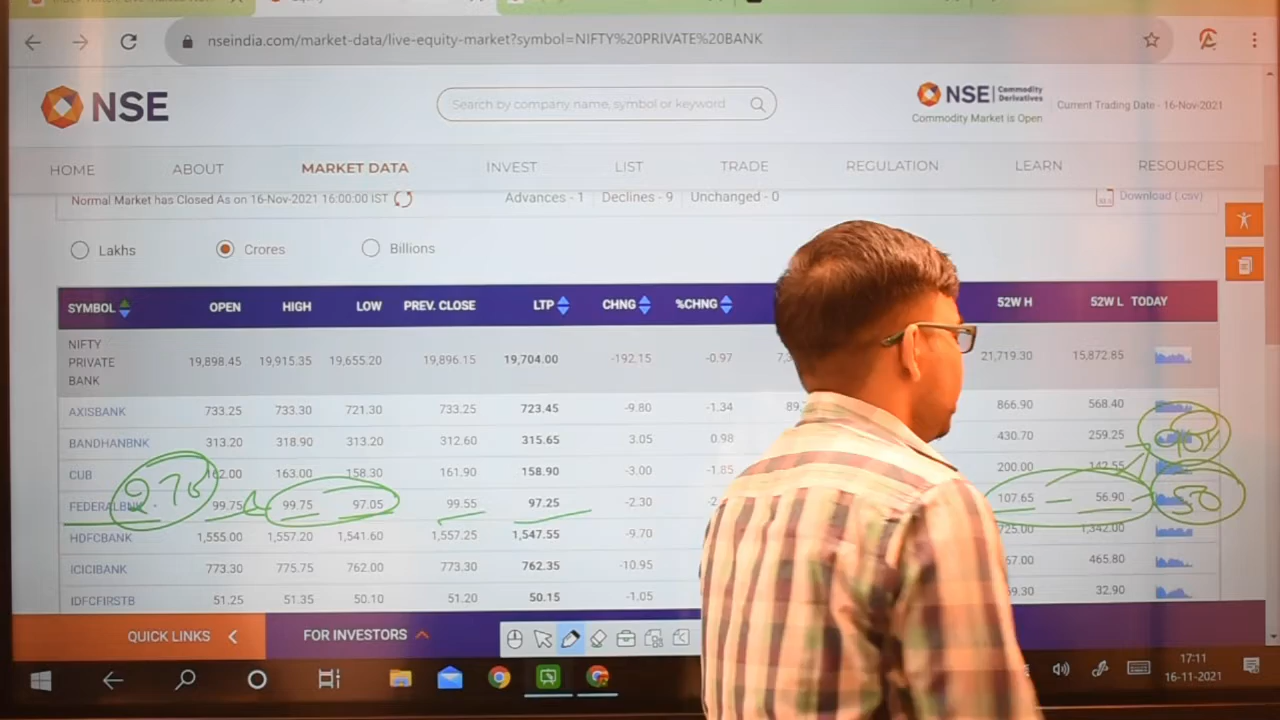 nseindia.com/market-data/live-equity-market?symbol=NIFTY%20PRIVATE%20BANK
NSE
Search by company name, symbol or keyword
NSE Commodity Derivatives
Commodity Market is Open
Current Trading Date - 16-Nov-2021
HOME ABOUT MARKET DATA INVEST LIST TRADE REGULATION LEARN RESOURCES
Normal Market has Closed As on 16-Nov-2021 16:00:00 IST Advances - 1 Declines - 9 Unchanged - 0 Download (.csv)
Lakhs Crores Billions
SYMBOL OPEN HIGH LOW PREV. CLOSE LTP CHNG %CHNG 52W H 52W L TODAY
NIFTY PRIVATE BANK 19,898.45 19,915.35 19,655.20 19,896.15 19,704.00 -192.15 -0.97 21,719.30 15,872.85
AXISBANK 733.25 733.30 721.30 733.25 723.45 -9.80 -1.34 866.90 568.40
BANDHANBNK 313.20 318.90 313.20 312.60 315.65 3.05 0.98 430.70 259.25
CUB 162.00 163.00 158.30 161.90 158.90 -3.00 -1.85 200.00 142.55
FEDERALBNK 99.75 99.75 97.05 99.55 97.25 -2.30 107.65 56.90 50
HDFCBANK 1,555.00 1,557.20 1,541.60 1,557.25 1,547.55 -9.70 1,342.00
ICICIBANK 773.30 775.75 762.00 773.30 762.35 -10.95 465.80
IDFCFIRSTB 51.25 51.35 50.10 51.20 50.15 -1.05 32.90
QUICK LINKS FOR INVESTORS
17:11
16-11-2021